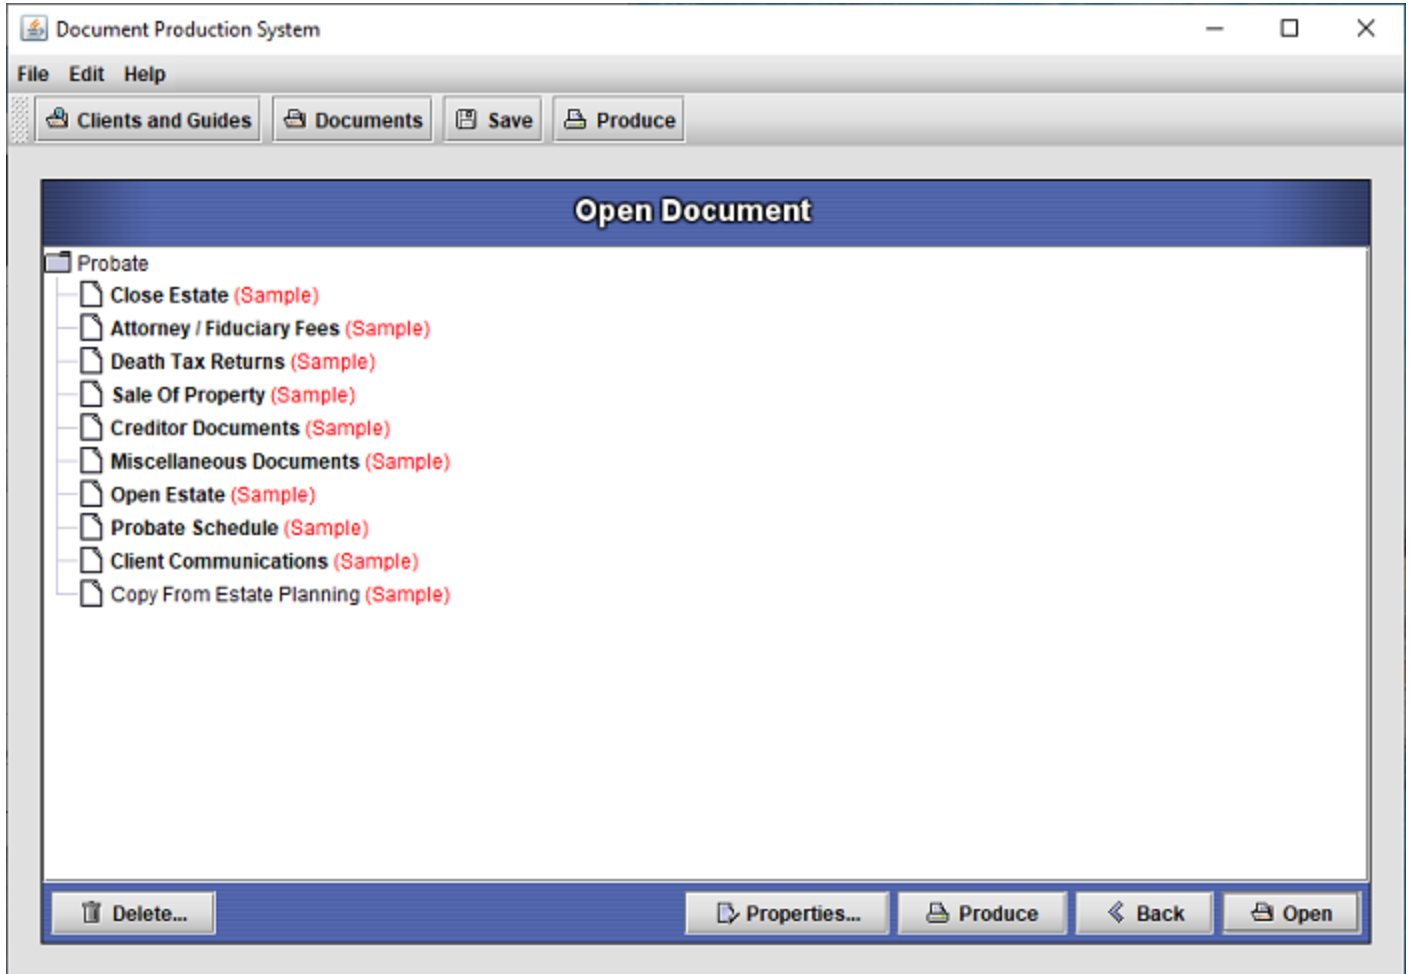 Document Production System
File Edit Help
Clients and Guides Documents Save Produce
Open Document
Probate
Close Estate (Sample)
Attorney / Fiduciary Fees (Sample)
Death Tax Returns (Sample)
Sale Of Property (Sample)
Creditor Documents (Sample)
Miscellaneous Documents (Sample)
Open Estate (Sample)
Probate Schedule (Sample)
Client Communications (Sample)
Copy From Estate Planning (Sample)
Delete... Properties... Produce Back Open